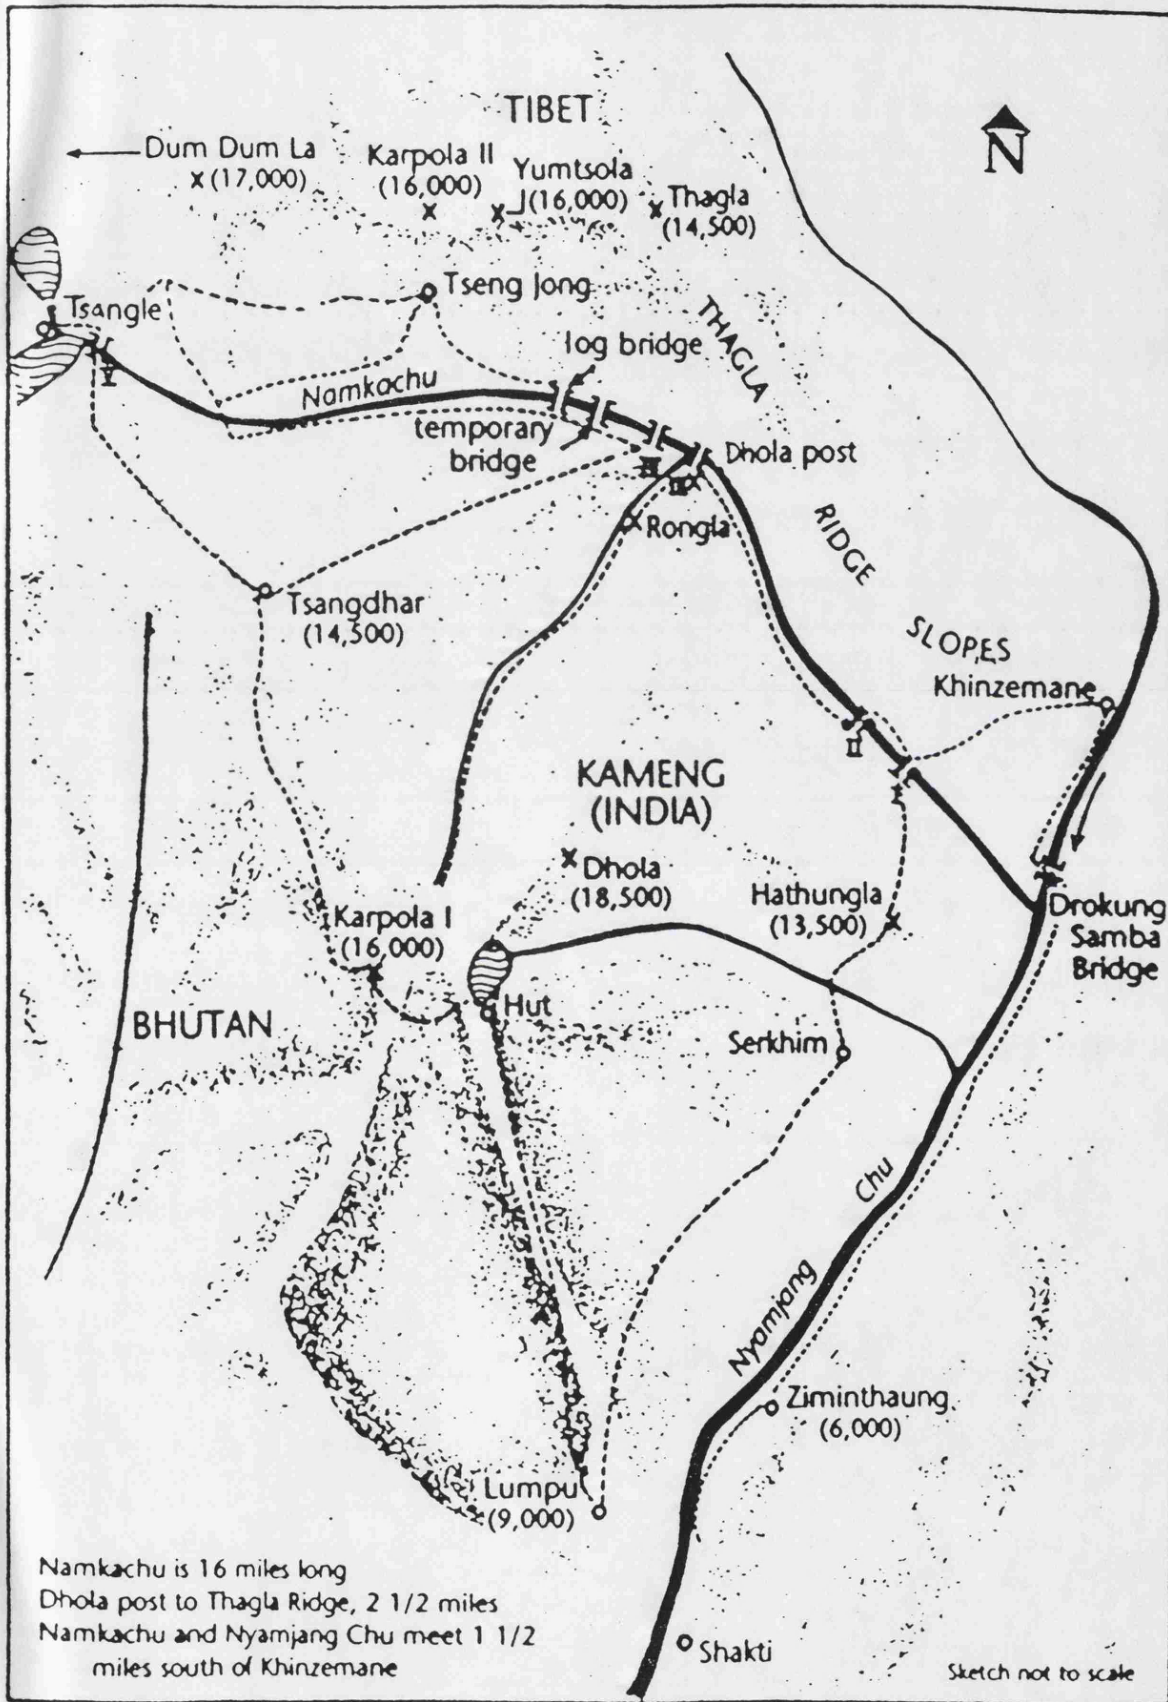 TIBET
N
Dum Dum La
x (17,000)
Karpola II
(16,000)
Yumtsola
(16,000)
Thagla
(14,500)
Tsangle
Tseng Jong
log bridge
THAGLA
V
Namkachu
temporary
bridge
Dhola post
Rongla
RIDGE
Tsangdhar
(14,500)
SLOPES
Khinzemane
II
I
KAMENG
(INDIA)
Dhola
(18,500)
Hathungla
(13,500)
Drokung
Samba
Bridge
Karpola I
(16,000)
Hut
BHUTAN
Serkhim
Nyamjang Chu
Ziminthaung
(6,000)
Lumpu
(9,000)
Shakti
Namkachu is 16 miles long
Dhola post to Thagla Ridge, 2 1/2 miles
Namkachu and Nyamjang Chu meet 1 1/2
miles south of Khinzemane
Sketch not to scale